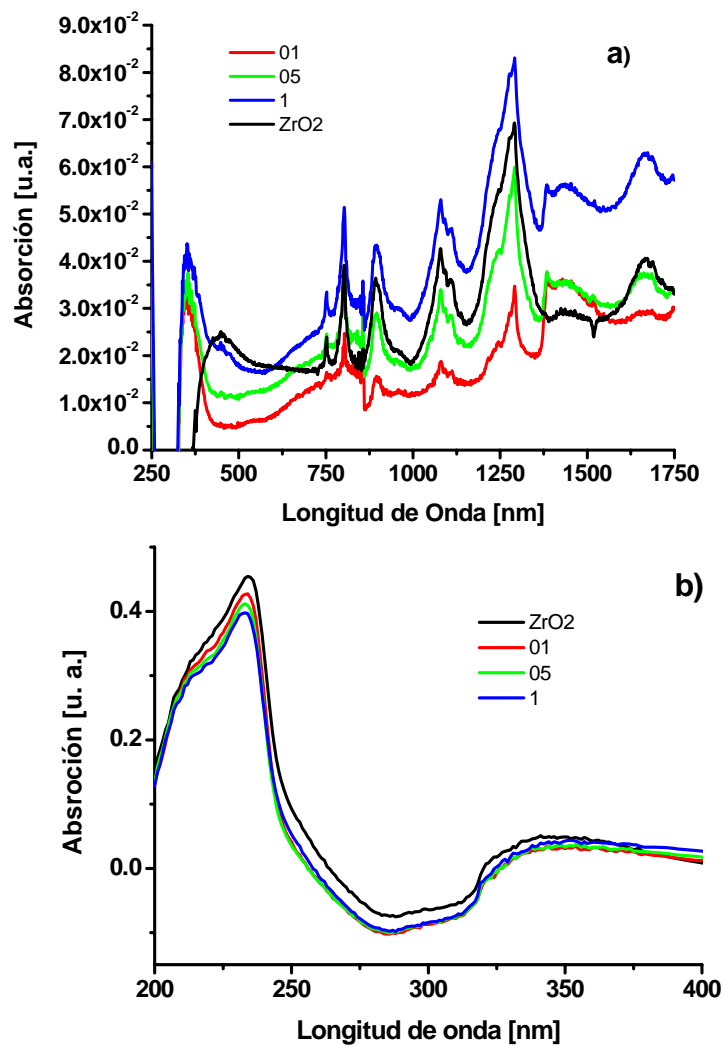 a)
01
05
1
ZrO2
9.0x10-2
8.0x10-2
7.0x10-2
6.0x10-2
5.0x10-2
4.0x10-2
3.0x10-2
2.0x10-2
1.0x10-2
0.0
Absorción [u.a.]
250 500 750 1000 1250 1500 1750
Longitud de Onda [nm]
b)
ZrO2
01
05
1
0.4
0.2
0.0
Absroción [u. a.]
200 250 300 350 400
Longitud de onda [nm]